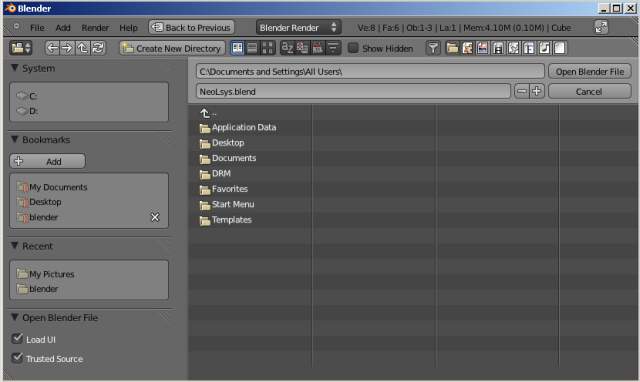 Blender
File Add Render Help Back to Previous Blender Render Ve:8 | Fa:6 | Ob:1-3 | La:1 | Mem:4.10M (0.10M) | Cube
Create New Directory Show Hidden
System
C:
D:
Bookmarks
Add
My Documents
Desktop
blender
Recent
My Pictures
blender
Open Blender File
Load UI
Trusted Source
C:\Documents and Settings\All Users\ Open Blender File
NeoLsys.blend Cancel
..
Application Data
Desktop
Documents
DRM
Favorites
Start Menu
Templates